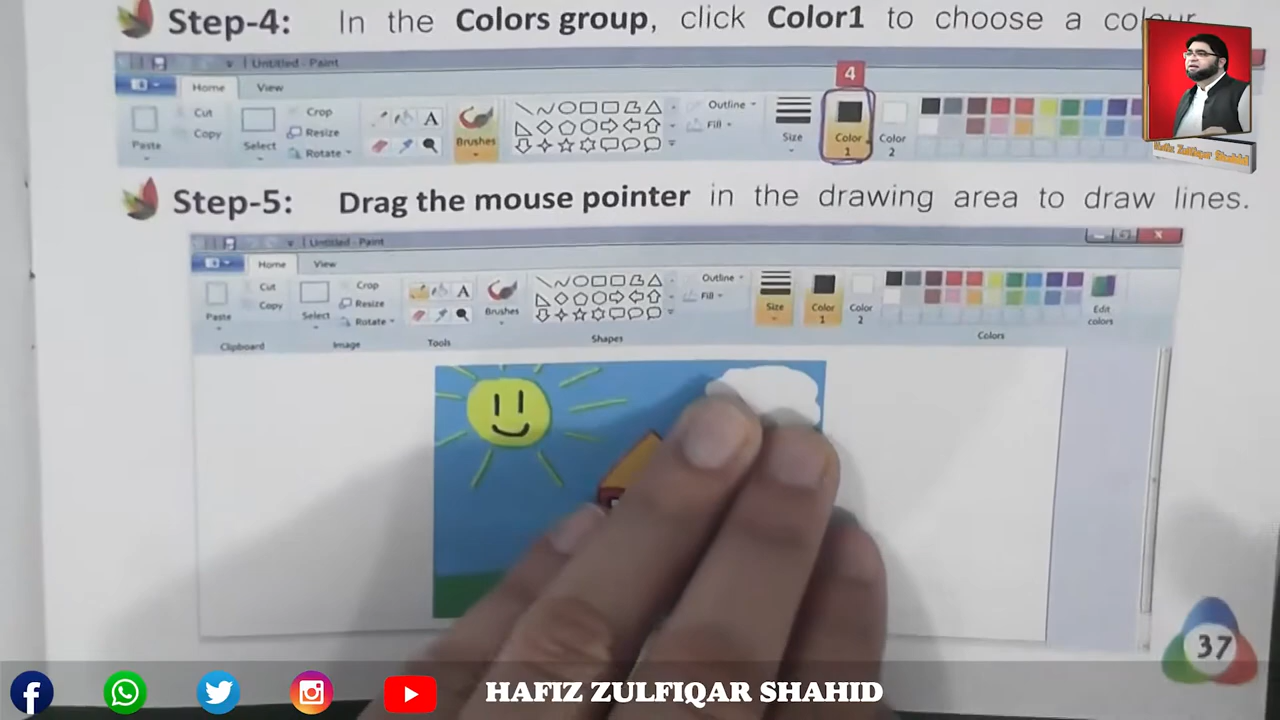 Step-4: In the Colors group, click Color1 to choose a colour
Untitled - Paint
Home View
Cut
Copy
Paste
Select
Crop
Resize
Rotate
A
Brushes
Outline
Fill
Size
4
Color 1
Color 2
Hafiz Zulfiqar Shahid
Step-5: Drag the mouse pointer in the drawing area to draw lines.
Untitled - Paint
Home View
Cut
Copy
Paste
Clipboard
Select
Crop
Resize
Rotate
Image
A
Tools
Brushes
Shapes
Outline
Fill
Size
Color 1
Color 2
Colors
Edit colors
37
HAFIZ ZULFIQAR SHAHID